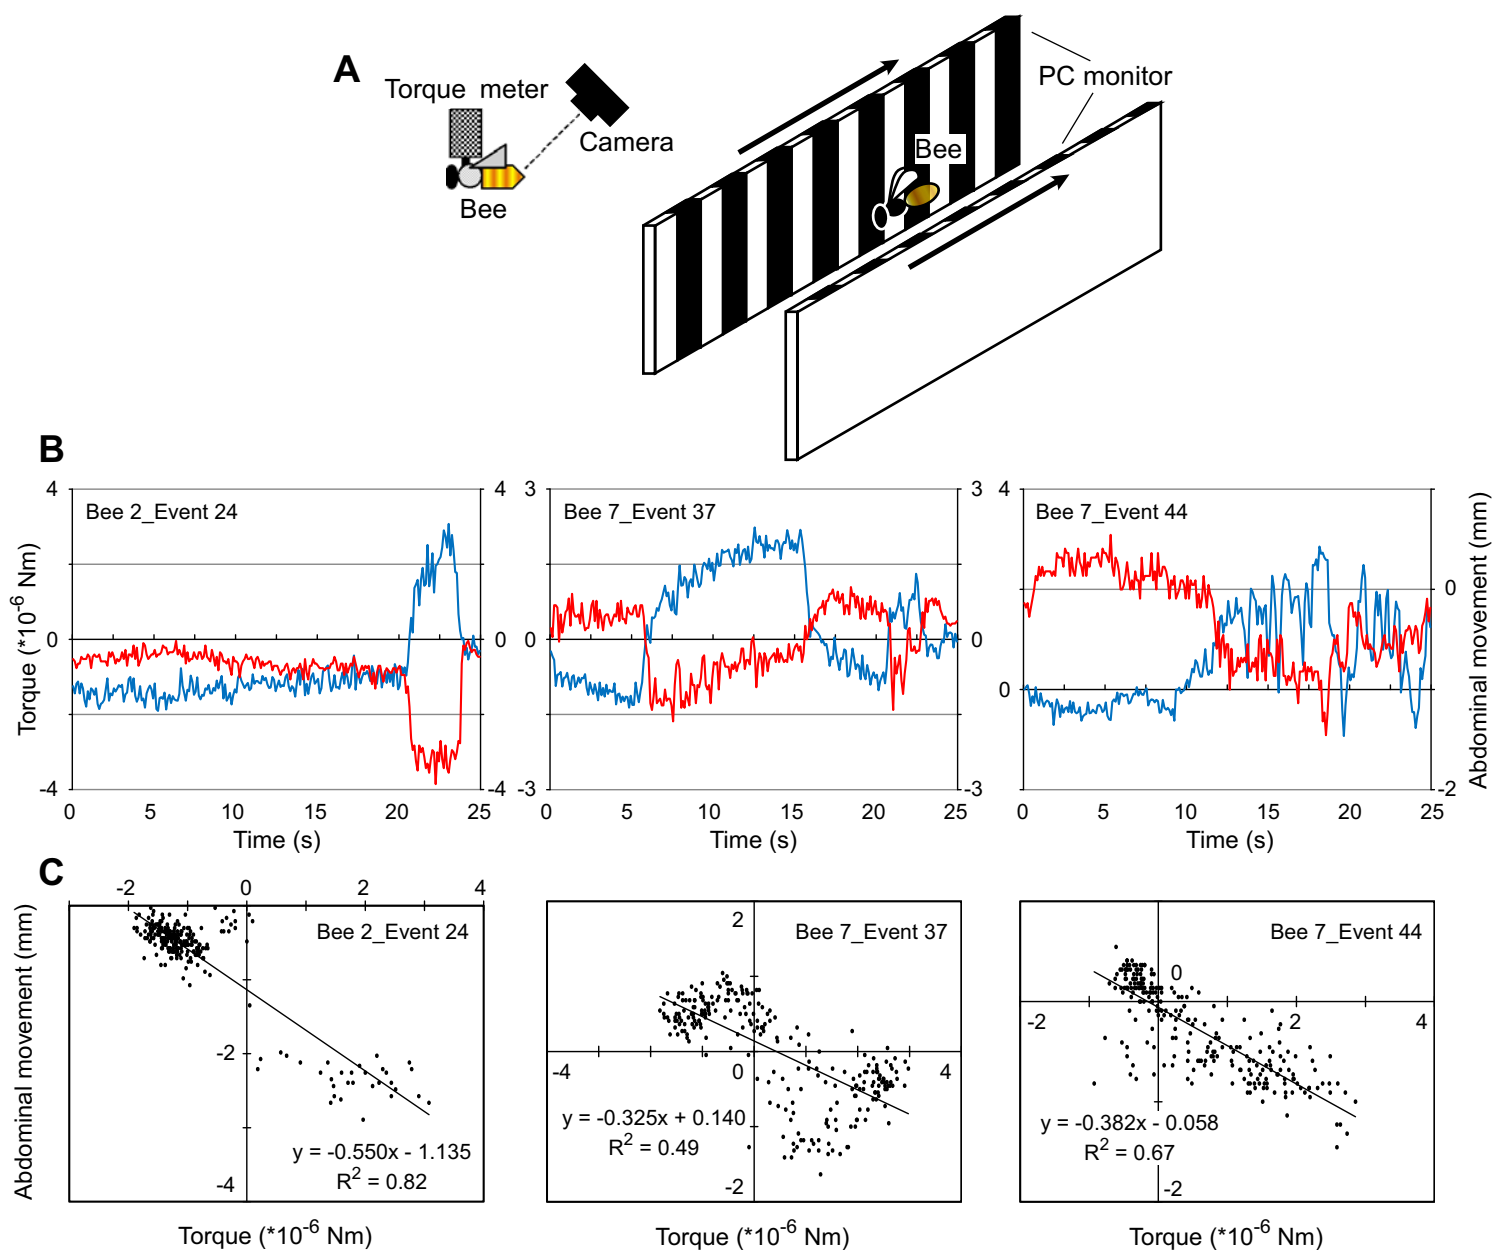 A
Torque meter
Camera
Bee
PC monitor
Bee
B
Torque (*10-6 Nm)
4
0
-4
Bee 2_Event 24
4
0
-4
0 5 10 15 20 25
Time (s)
3
0
-3
Bee 7_Event 37
3
0
-3
0 5 10 15 20 25
Time (s)
4
0
Bee 7_Event 44
0
-2
0 5 10 15 20 25
Time (s)
Abdominal movement (mm)
C
Abdominal movement (mm)
-2 0 2 4
Bee 2_Event 24
-2
-4
y = -0.550x - 1.135
R2 = 0.82
Torque (*10-6 Nm)
2
Bee 7_Event 37
-4 0 4
y = -0.325x + 0.140
R2 = 0.49
-2
Torque (*10-6 Nm)
Bee 7_Event 44
0
-2 2 4
y = -0.382x - 0.058
R2 = 0.67
-2
Torque (*10-6 Nm)